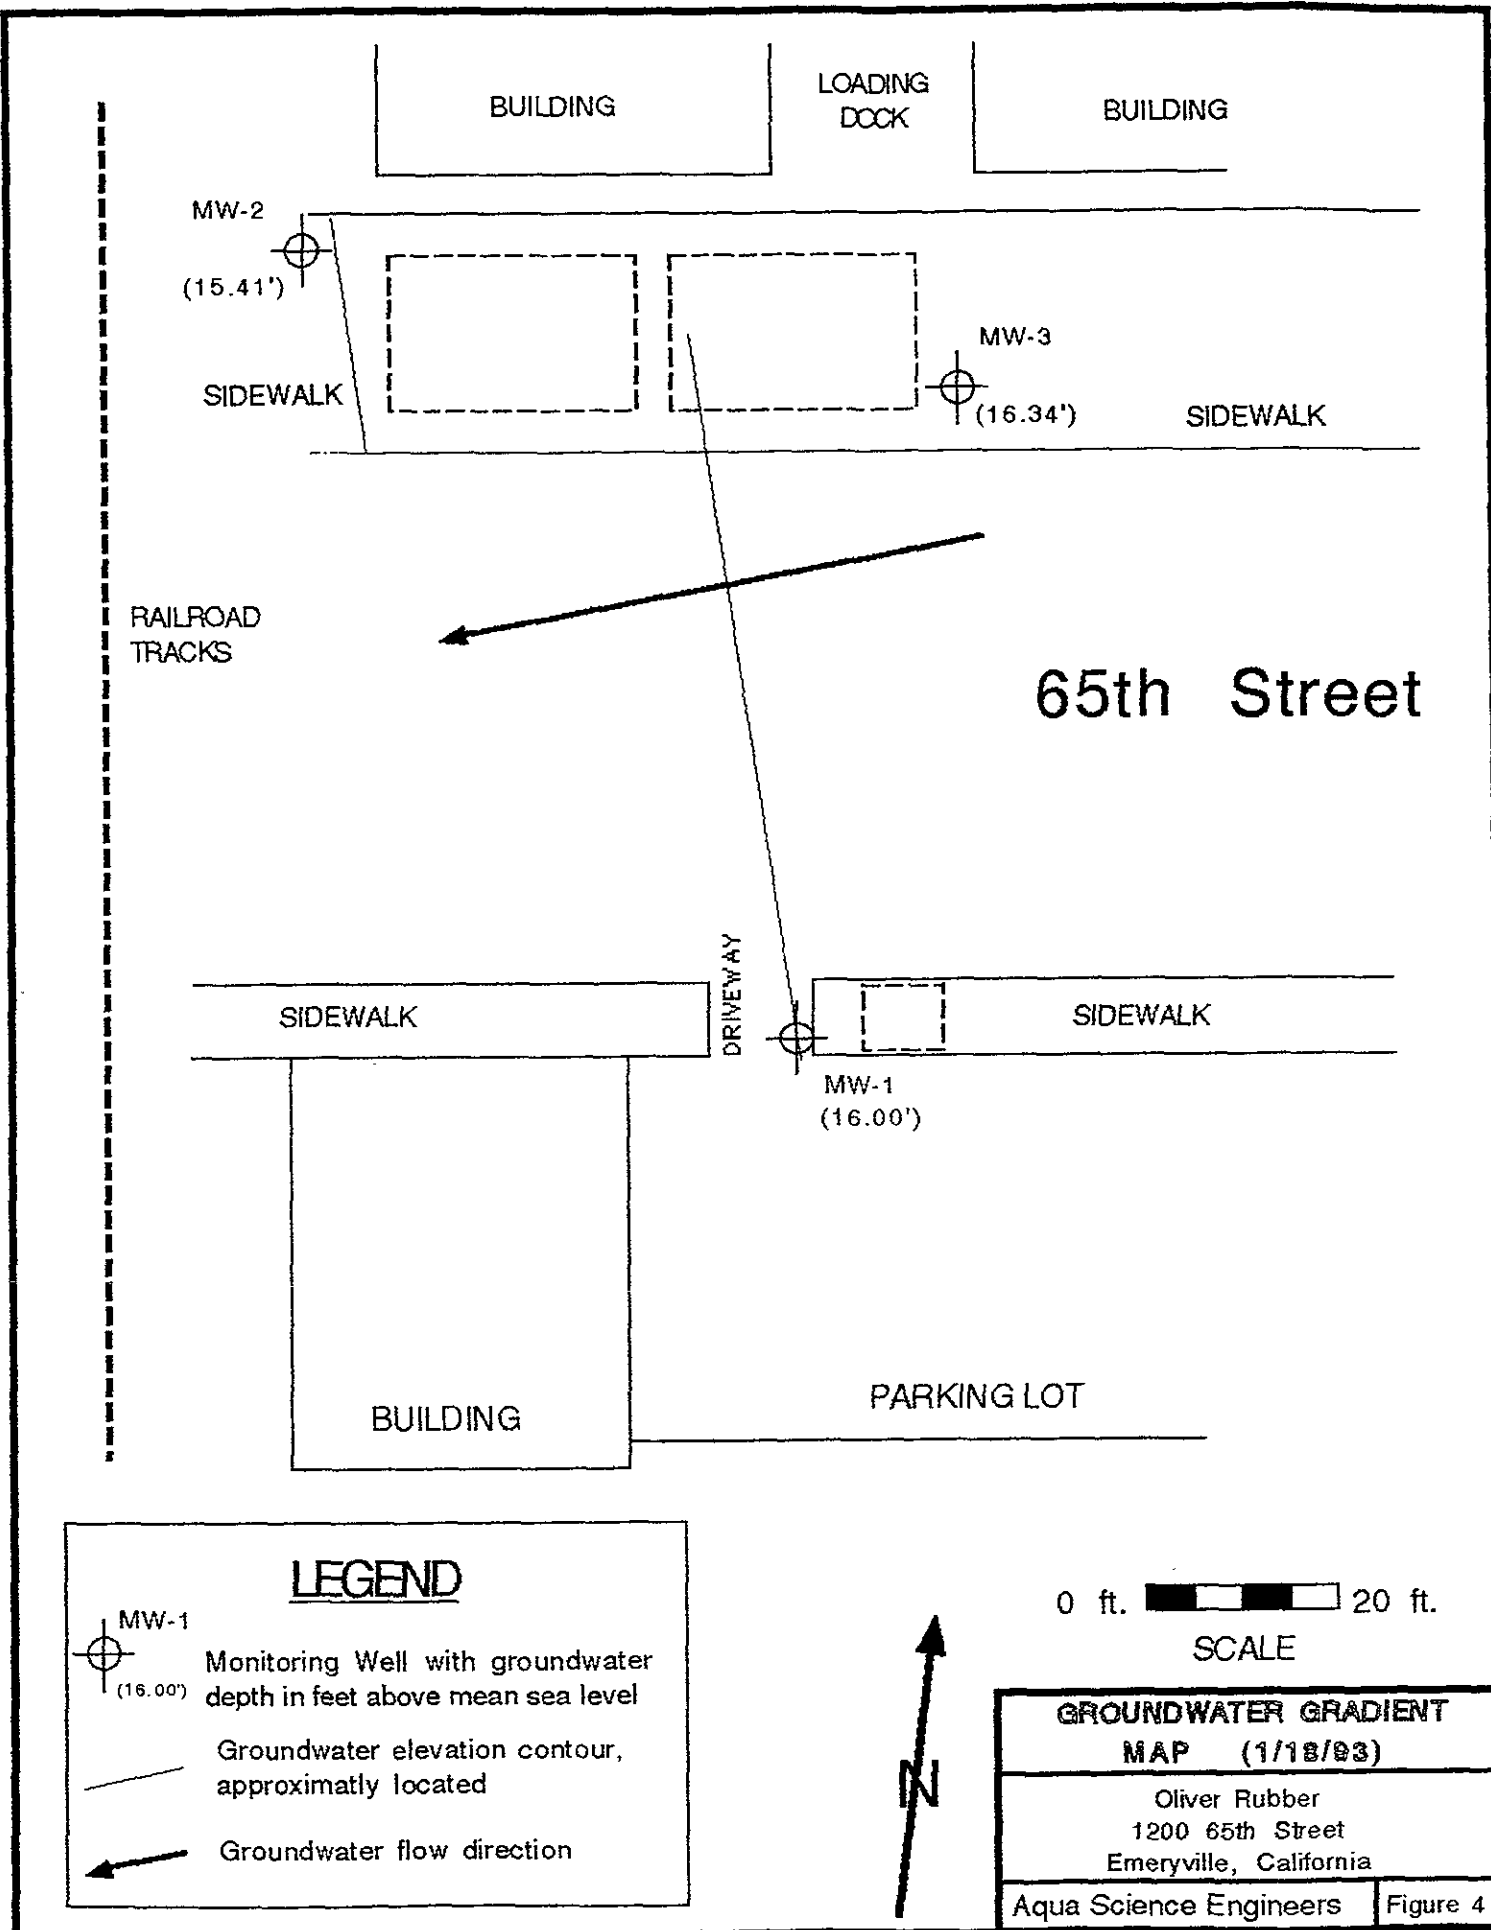 BUILDING
LOADING
DOCK
BUILDING
MW-2
(15.41')
MW-3
(16.34')
SIDEWALK
SIDEWALK
RAILROAD
TRACKS
65th Street
DRIVEWAY
SIDEWALK
SIDEWALK
MW-1
(16.00')
BUILDING
PARKING LOT
LEGEND
MW-1
(16.00')
Monitoring Well with groundwater
depth in feet above mean sea level
Groundwater elevation contour,
approximatly located
Groundwater flow direction
N
0 ft. 20 ft.
SCALE
GROUNDWATER GRADIENT
MAP (1/18/93)
Oliver Rubber
1200 65th Street
Emeryville, California
Aqua Science Engineers
Figure 4